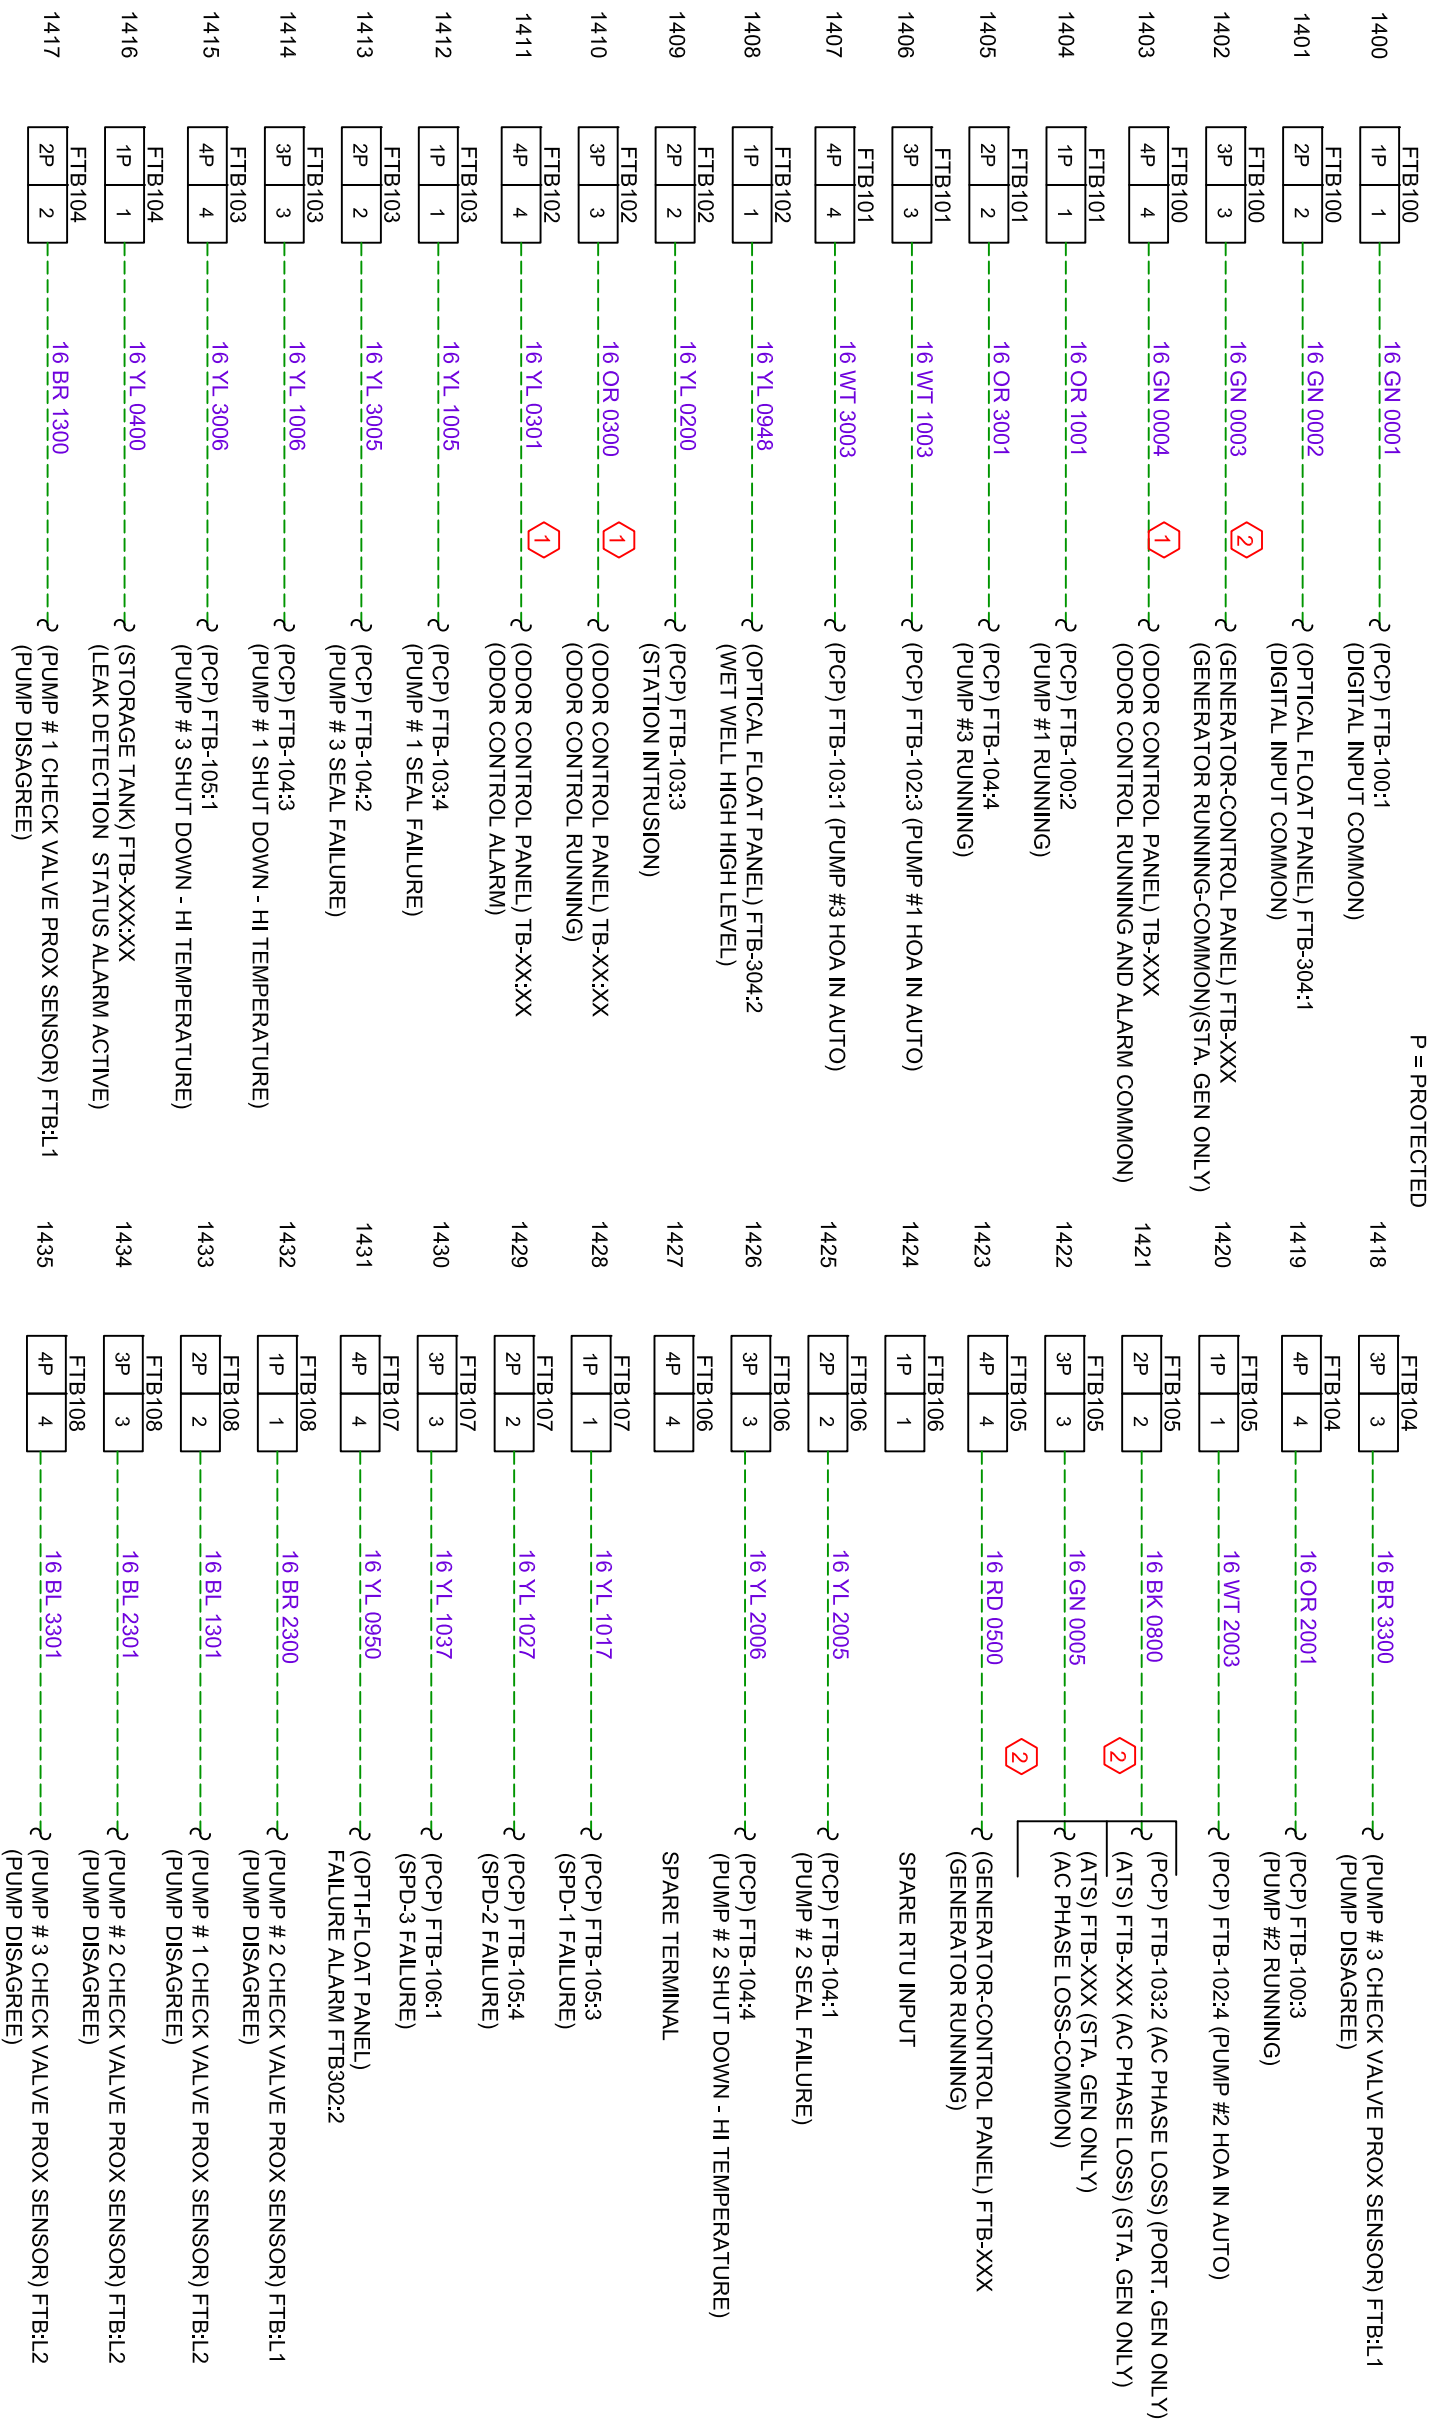 P = PROTECTED
1400
FTB100
1P 1
16 GN 0001
(PCP) FTB-100:1
(DIGITAL INPUT COMMON)
1401
FTB100
2P 2
16 GN 0002
(OPTICAL FLOAT PANEL) FTB-304:1
(DIGITAL INPUT COMMON)
1402
FTB100
3P 3
16 GN 0003
2
(GENERATOR-CONTROL PANEL) FTB-XXX
(GENERATOR RUNNING-COMMON)(STA. GEN ONLY)
1403
FTB100
4P 4
16 GN 0004
1
(ODOR CONTROL PANEL) TB-XXX
(ODOR CONTROL RUNNING AND ALARM COMMON)
1404
FTB101
1P 1
16 OR 1001
(PCP) FTB-100:2
(PUMP #1 RUNNING)
1405
FTB101
2P 2
16 OR 3001
(PCP) FTB-104:4
(PUMP #3 RUNNING)
1406
FTB101
3P 3
16 WT 1003
(PCP) FTB-102:3 (PUMP #1 HOA IN AUTO)
1407
FTB101
4P 4
16 WT 3003
(PCP) FTB-103:1 (PUMP #3 HOA IN AUTO)
1408
FTB102
1P 1
16 YL 0948
(OPTICAL FLOAT PANEL) FTB-304:2
(WET WELL HIGH HIGH LEVEL)
1409
FTB102
2P 2
16 YL 0200
(PCP) FTB-103:3
(STATION INTRUSION)
1410
FTB102
3P 3
16 OR 0300
1
(ODOR CONTROL PANEL) TB-XX:XX
(ODOR CONTROL RUNNING)
1411
FTB102
4P 4
16 YL 0301
1
(ODOR CONTROL PANEL) TB-XX:XX
(ODOR CONTROL ALARM)
1412
FTB103
1P 1
16 YL 1005
(PCP) FTB-103:4
(PUMP # 1 SEAL FAILURE)
1413
FTB103
2P 2
16 YL 3005
(PCP) FTB-104:2
(PUMP # 3 SEAL FAILURE)
1414
FTB103
3P 3
16 YL 1006
(PCP) FTB-104:3
(PUMP # 1 SHUT DOWN - HI TEMPERATURE)
1415
FTB103
4P 4
16 YL 3006
(PCP) FTB-105:1
(PUMP # 3 SHUT DOWN - HI TEMPERATURE)
1416
FTB104
1P 1
16 YL 0400
(STORAGE TANK) FTB-XXX:XX
(LEAK DETECTION STATUS ALARM ACTIVE)
1417
FTB104
2P 2
16 BR 1300
(PUMP # 1 CHECK VALVE PROX SENSOR) FTB:L1
(PUMP DISAGREE)
1418
FTB104
3P 3
16 BR 3300
(PUMP # 3 CHECK VALVE PROX SENSOR) FTB:L1
(PUMP DISAGREE)
1419
FTB104
4P 4
16 OR 2001
(PCP) FTB-100:3
(PUMP #2 RUNNING)
1420
FTB105
1P 1
16 WT 2003
(PCP) FTB-102:4 (PUMP #2 HOA IN AUTO)
1421
FTB105
2P 2
16 BK 0800
2
(PCP) FTB-103:2 (AC PHASE LOSS) (PORT. GEN ONLY)
(ATS) FTB-XXX (AC PHASE LOSS) (STA. GEN ONLY)
1422
FTB105
3P 3
16 GN 0005
(ATS) FTB-XXX (STA. GEN ONLY)
(AC PHASE LOSS-COMMON)
1423
FTB105
4P 4
16 RD 0500
2
(GENERATOR-CONTROL PANEL) FTB-XXX
(GENERATOR RUNNING)
1424
FTB106
1P 1
SPARE RTU INPUT
1425
FTB106
2P 2
16 YL 2005
(PCP) FTB-104:1
(PUMP # 2 SEAL FAILURE)
1426
FTB106
3P 3
16 YL 2006
(PCP) FTB-104:4
(PUMP # 2 SHUT DOWN - HI TEMPERATURE)
1427
FTB106
4P 4
SPARE TERMINAL
1428
FTB107
1P 1
16 YL 1017
(PCP) FTB-105:3
(SPD-1 FAILURE)
1429
FTB107
2P 2
16 YL 1027
(PCP) FTB-105:4
(SPD-2 FAILURE)
1430
FTB107
3P 3
16 YL 1037
(PCP) FTB-106:1
(SPD-3 FAILURE)
1431
FTB107
4P 4
16 YL 0950
(OPTI-FLOAT PANEL)
FAILURE ALARM FTB302:2
1432
FTB108
1P 1
16 BR 2300
(PUMP # 2 CHECK VALVE PROX SENSOR) FTB:L1
(PUMP DISAGREE)
1433
FTB108
2P 2
16 BL 1301
(PUMP # 1 CHECK VALVE PROX SENSOR) FTB:L2
(PUMP DISAGREE)
1434
FTB108
3P 3
16 BL 2301
(PUMP # 2 CHECK VALVE PROX SENSOR) FTB:L2
(PUMP DISAGREE)
1435
FTB108
4P 4
16 BL 3301
(PUMP # 3 CHECK VALVE PROX SENSOR) FTB:L2
(PUMP DISAGREE)